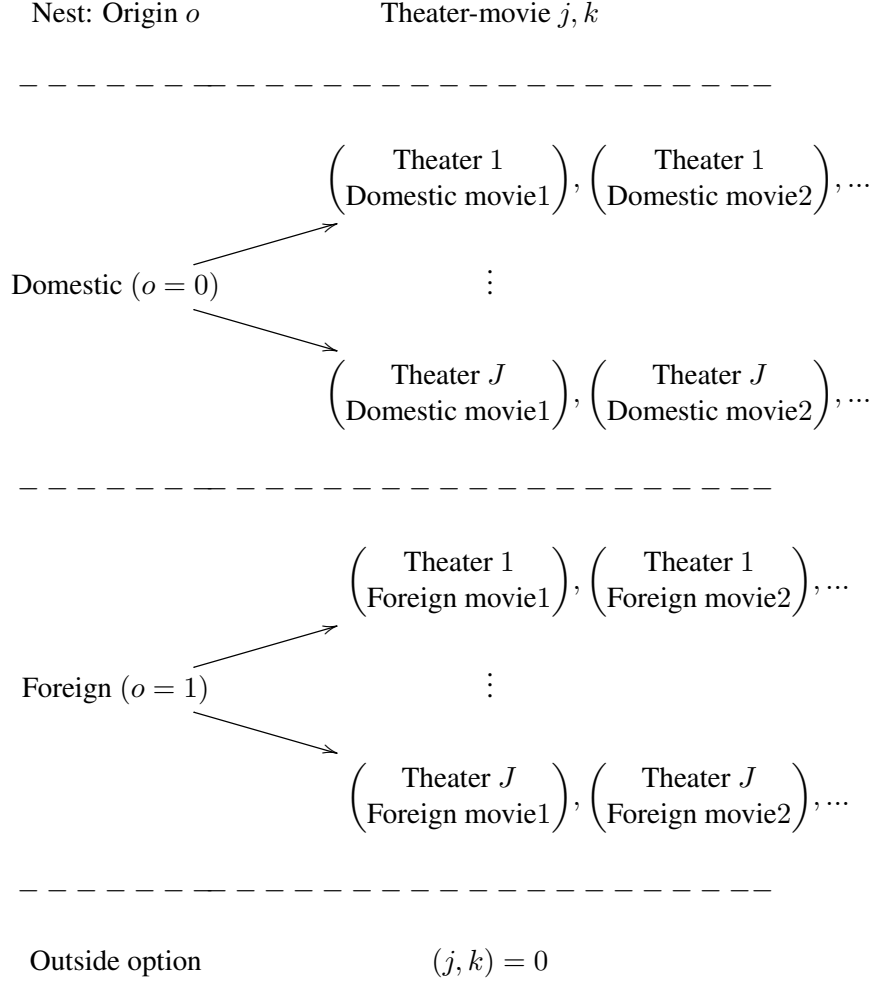 Nest: Origin o Theater-movie j, k
(Theater 1 Domestic movie1), (Theater 1 Domestic movie2), ...
Domestic (o = 0) ⋮
(Theater J Domestic movie1), (Theater J Domestic movie2), ...
(Theater 1 Foreign movie1), (Theater 1 Foreign movie2), ...
Foreign (o = 1) ⋮
(Theater J Foreign movie1), (Theater J Foreign movie2), ...
Outside option (j, k) = 0